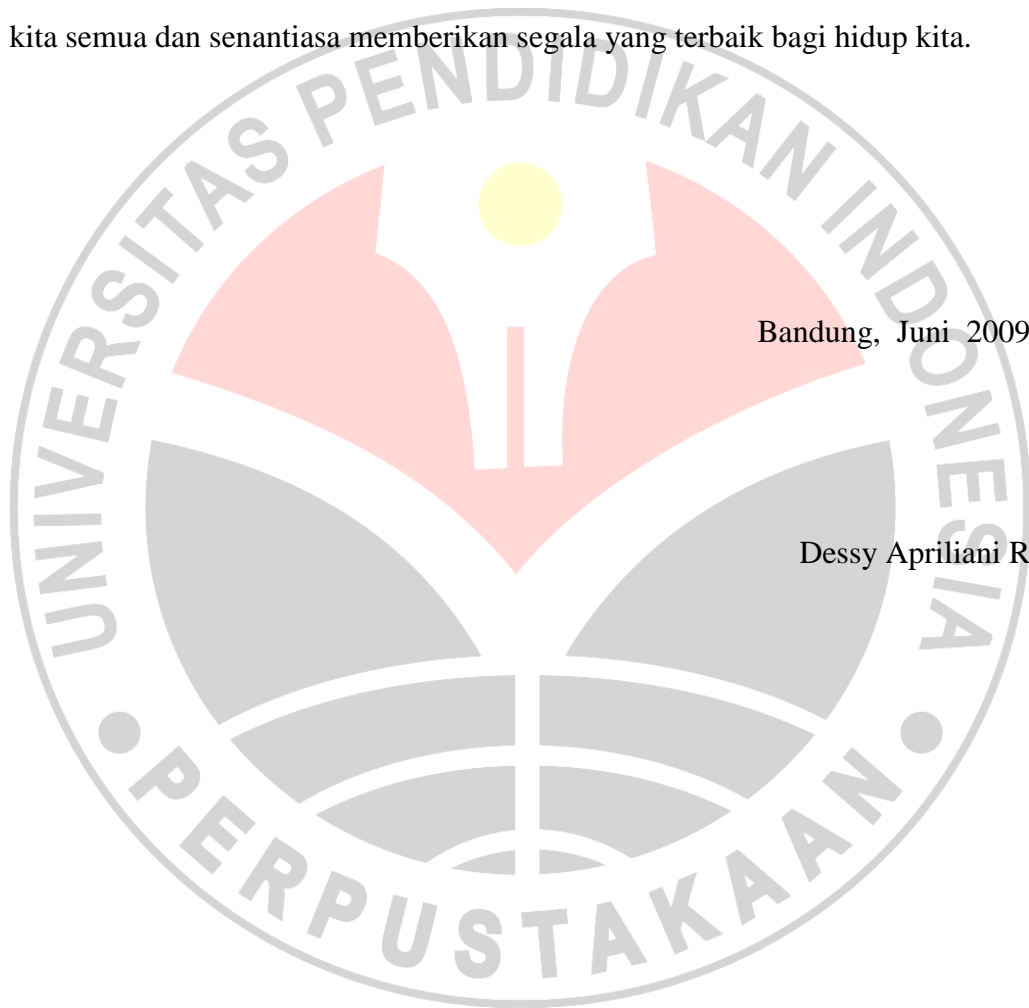 kita semua dan senantiasa memberikan segala yang terbaik bagi hidup kita.
UNIVERSITAS PENDIDIKAN INDONESIA
Bandung, Juni 2009
Dessy Apriliani R
PERPUSTAKAAN